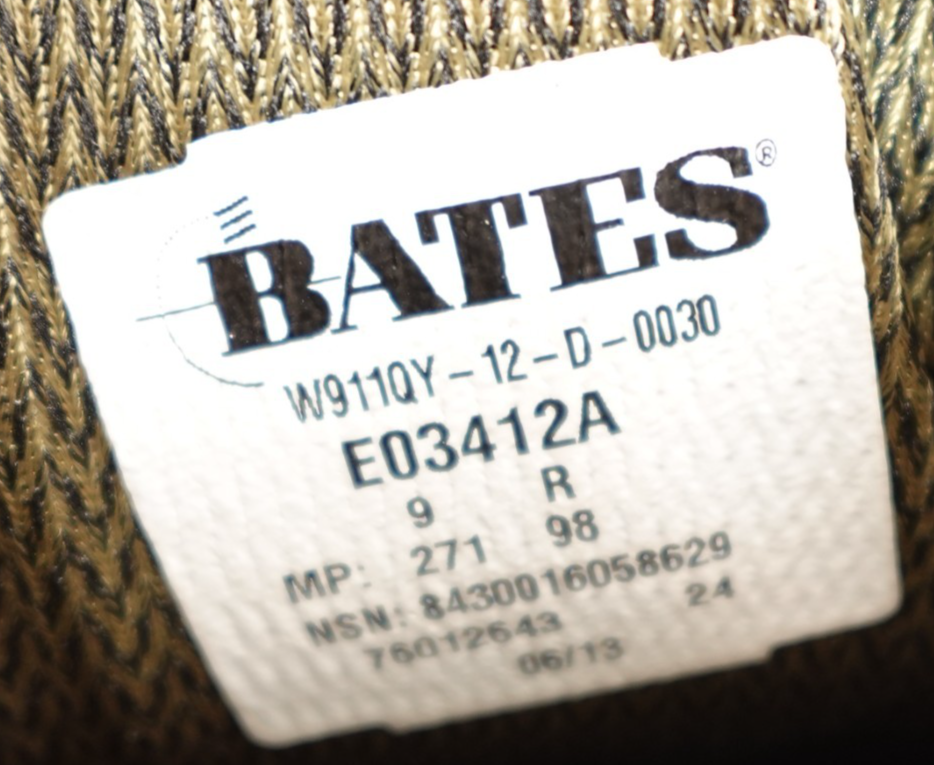 BATES®
W911QY-12-D-0030
E03412A
9 R
MP: 271 98
NSN: 8430016058629
76012643 24
06/13